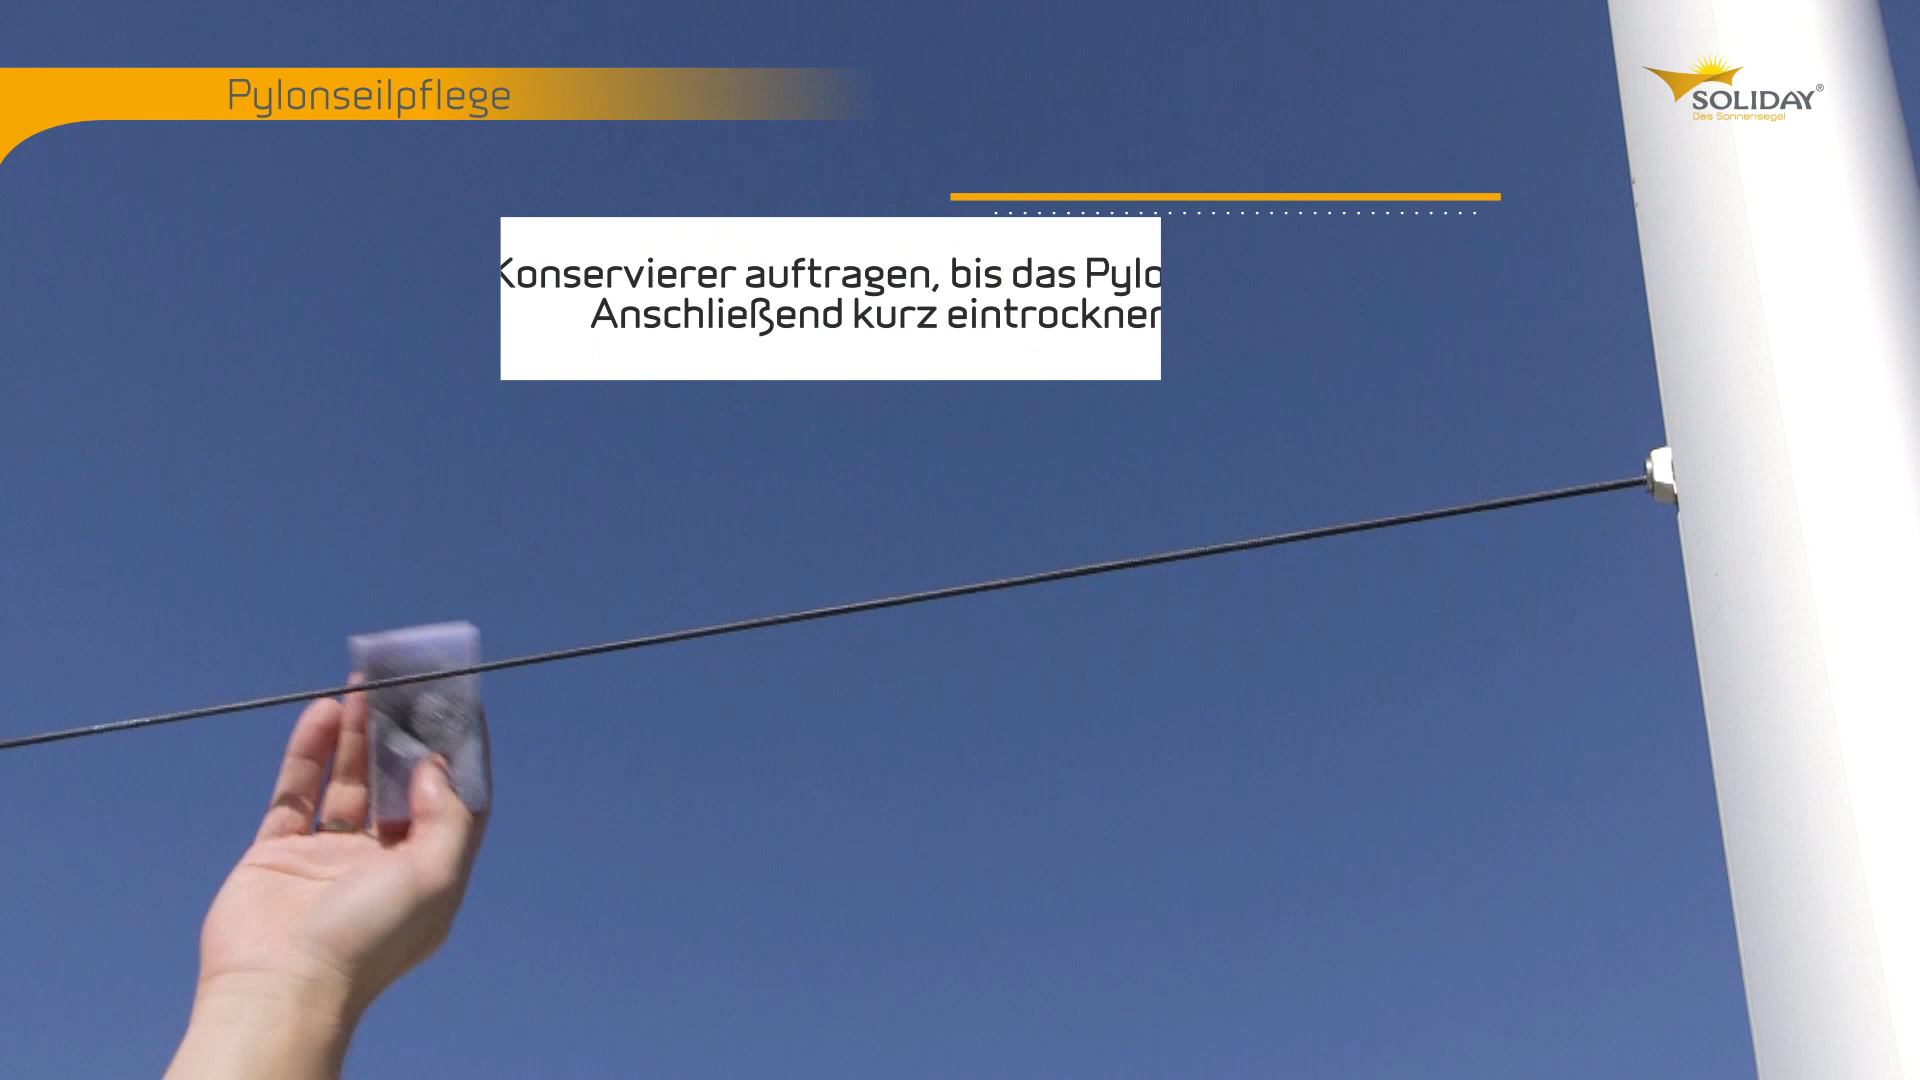 Pylonseilpflege
SOLIDAY®
Das Sonnensegel
Konservierer auftragen, bis das Pylo
Anschließend kurz eintrockner